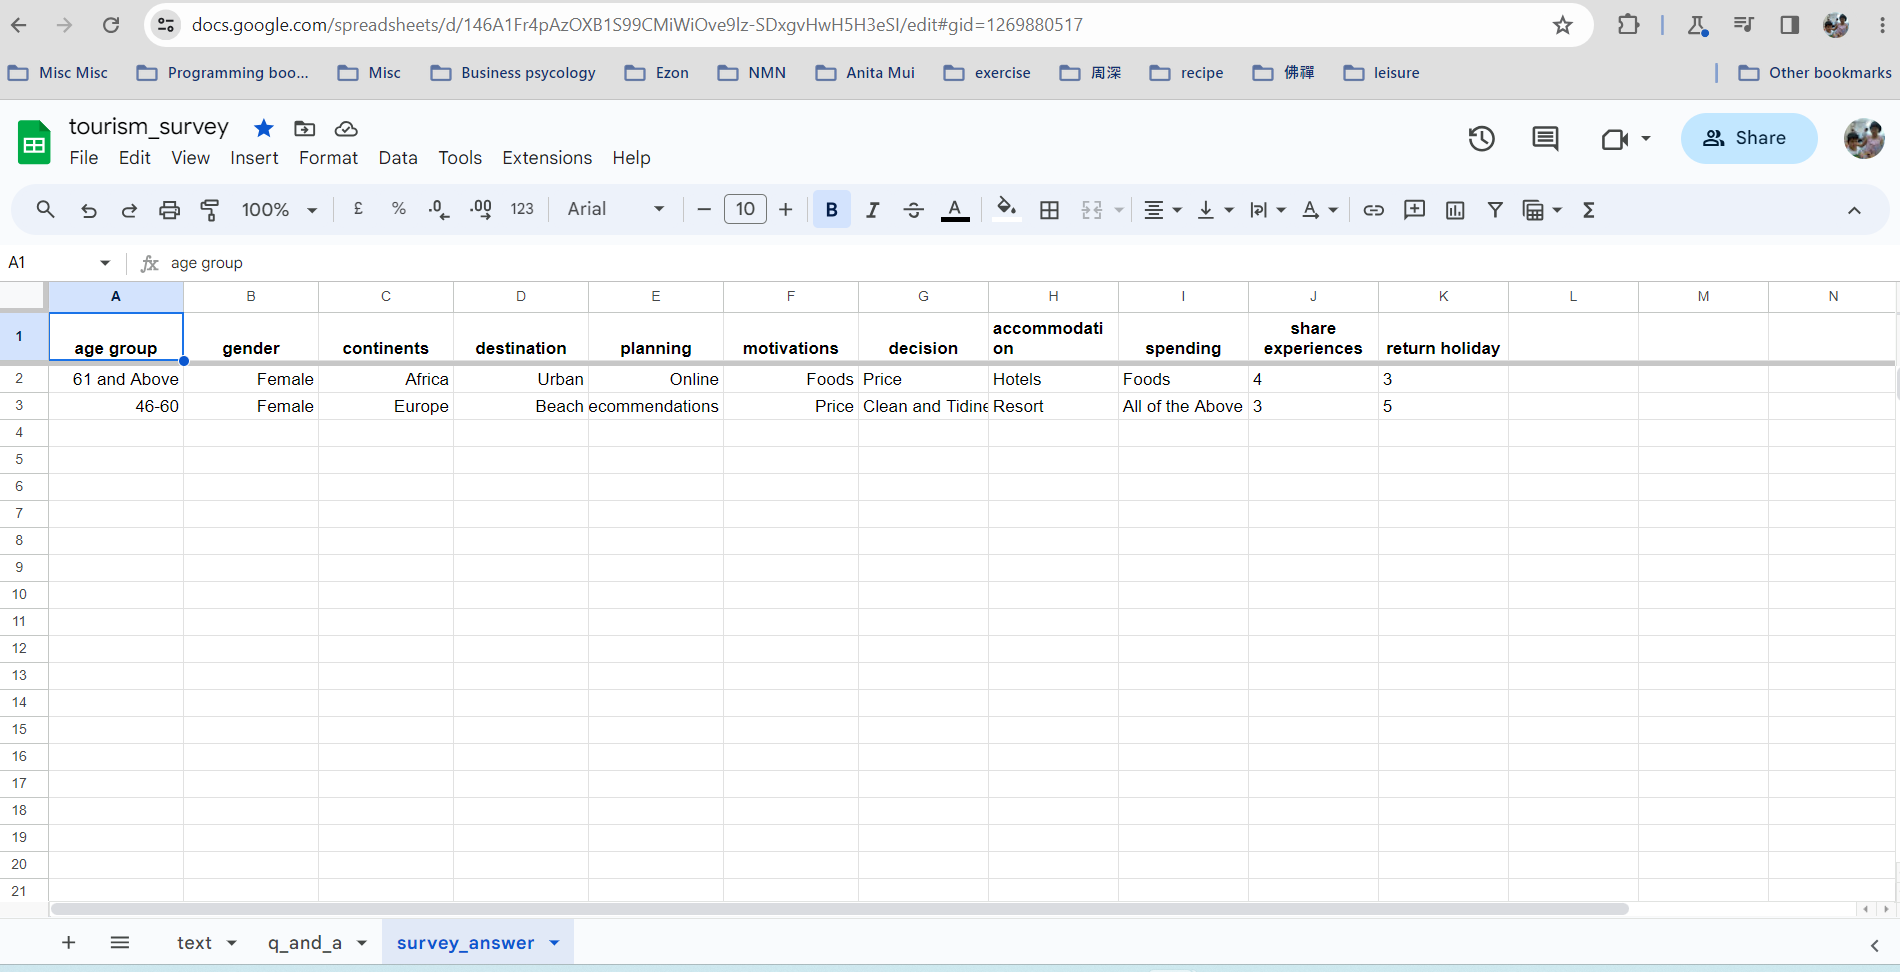 docs.google.com/spreadsheets/d/146A1Fr4pAzOXB1S99CMiWiOve9lz-SDxgvHwH5H3eSI/edit#gid=1269880517
Misc Misc Programming boo... Misc Business psycology Ezon NMN Anita Mui exercise 周深 recipe 佛禪 leisure Other bookmarks
tourism_survey
File Edit View Insert Format Data Tools Extensions Help
Share
100% £ % .0 .00 123 Arial 10 B I S A
A1 fx age group
A B C D E F G H I J K L M N
1 age group gender continents destination planning motivations decision accommodati on spending share experiences return holiday
2 61 and Above Female Africa Urban Online Foods Price Hotels Foods 4 3
3 46-60 Female Europe Beach ecommendations Price Clean and Tidine Resort All of the Above 3 5
4
5
6
7
8
9
10
11
12
13
14
15
16
17
18
19
20
21
text q_and_a survey_answer